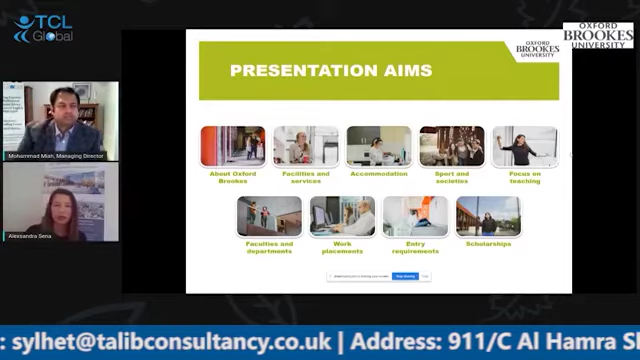 TCL
Global
OXFORD
BROOKES
UNIVERSITY
OXFORD
BROOKES
UNIVERSITY
PRESENTATION AIMS
Mohammad Miah, Managing Director
Alexsandra Sena
About Oxford
Brookes
Facilities and
services
Accommodation
Sport and
societies
Focus on
teaching
Faculties and
departments
Work
placements
Entry
requirements
Scholarships
Stop sharing
: sylhet@talibconsultancy.co.uk | Address: 911/C Al Hamra Sh